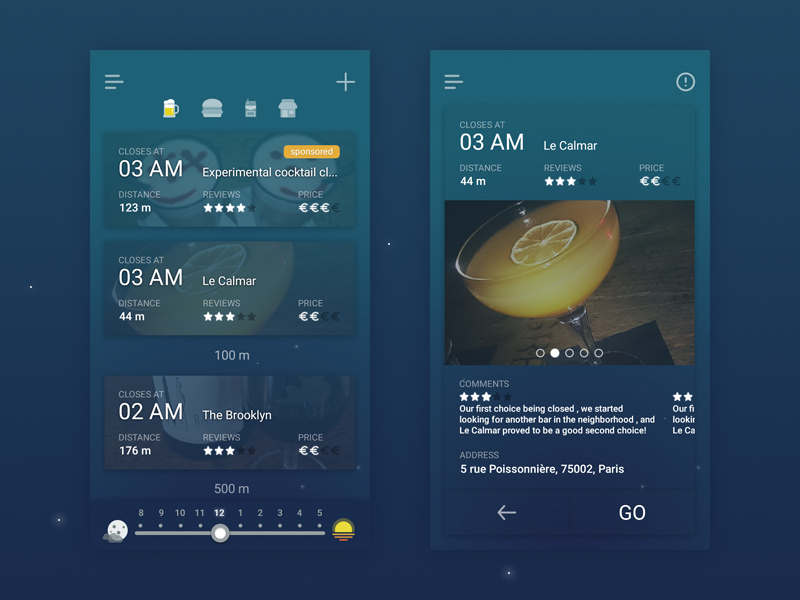 CLOSES AT
sponsored
03 AM Experimental cocktail cl...
DISTANCE REVIEWS PRICE
123 m €€€€
CLOSES AT
03 AM Le Calmar
DISTANCE REVIEWS PRICE
44 m €€€€
100 m
CLOSES AT
02 AM The Brooklyn
DISTANCE REVIEWS PRICE
176 m €€€€
500 m
8 9 10 11 12 1 2 3 4 5
CLOSES AT
03 AM Le Calmar
DISTANCE REVIEWS PRICE
44 m €€€€
COMMENTS
Our first choice being closed , we started Our fi
looking for another bar in the neighborhood , and lookin
Le Calmar proved to be a good second choice! Le Ca
ADDRESS
5 rue Poissonnière, 75002, Paris
GO